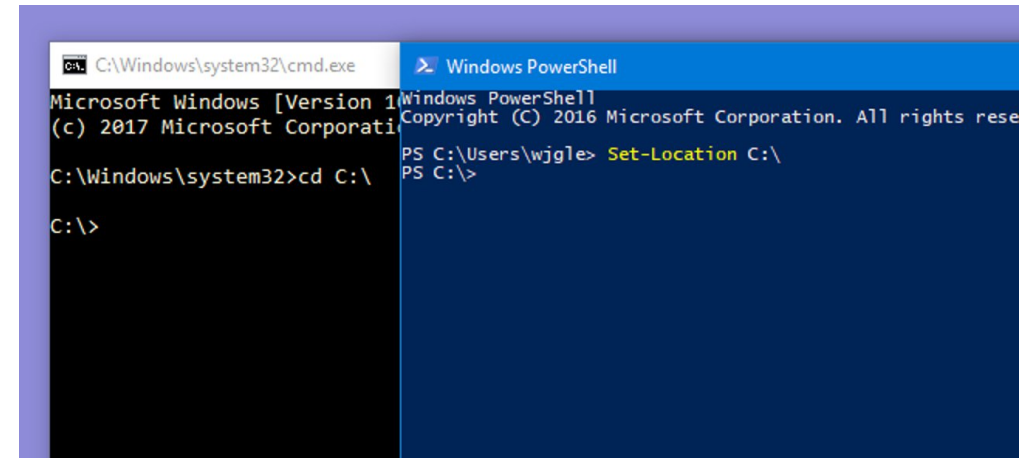 C:\Windows\system32\cmd.exe
Microsoft Windows [Version
(c) 2017 Microsoft
C:\Windows\system32>cd C:\
C:\>
Windows PowerShell
Windows PowerShell
Copyright (C) 2016 Microsoft Corporation. All rights
PS C:\Users\wjgle> Set-Location C:\
PS C:\>